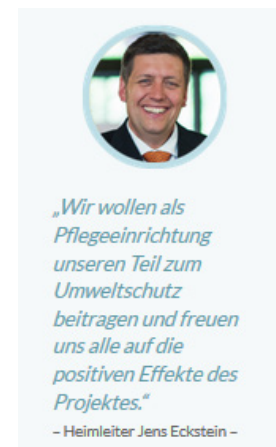 „Wir wollen als
Pflegeeinrichtung
unseren Teil zum
Umweltschutz
beitragen und freuen
uns alle auf die
positiven Effekte des
Projektes.“
– Heimleiter Jens Eckstein –